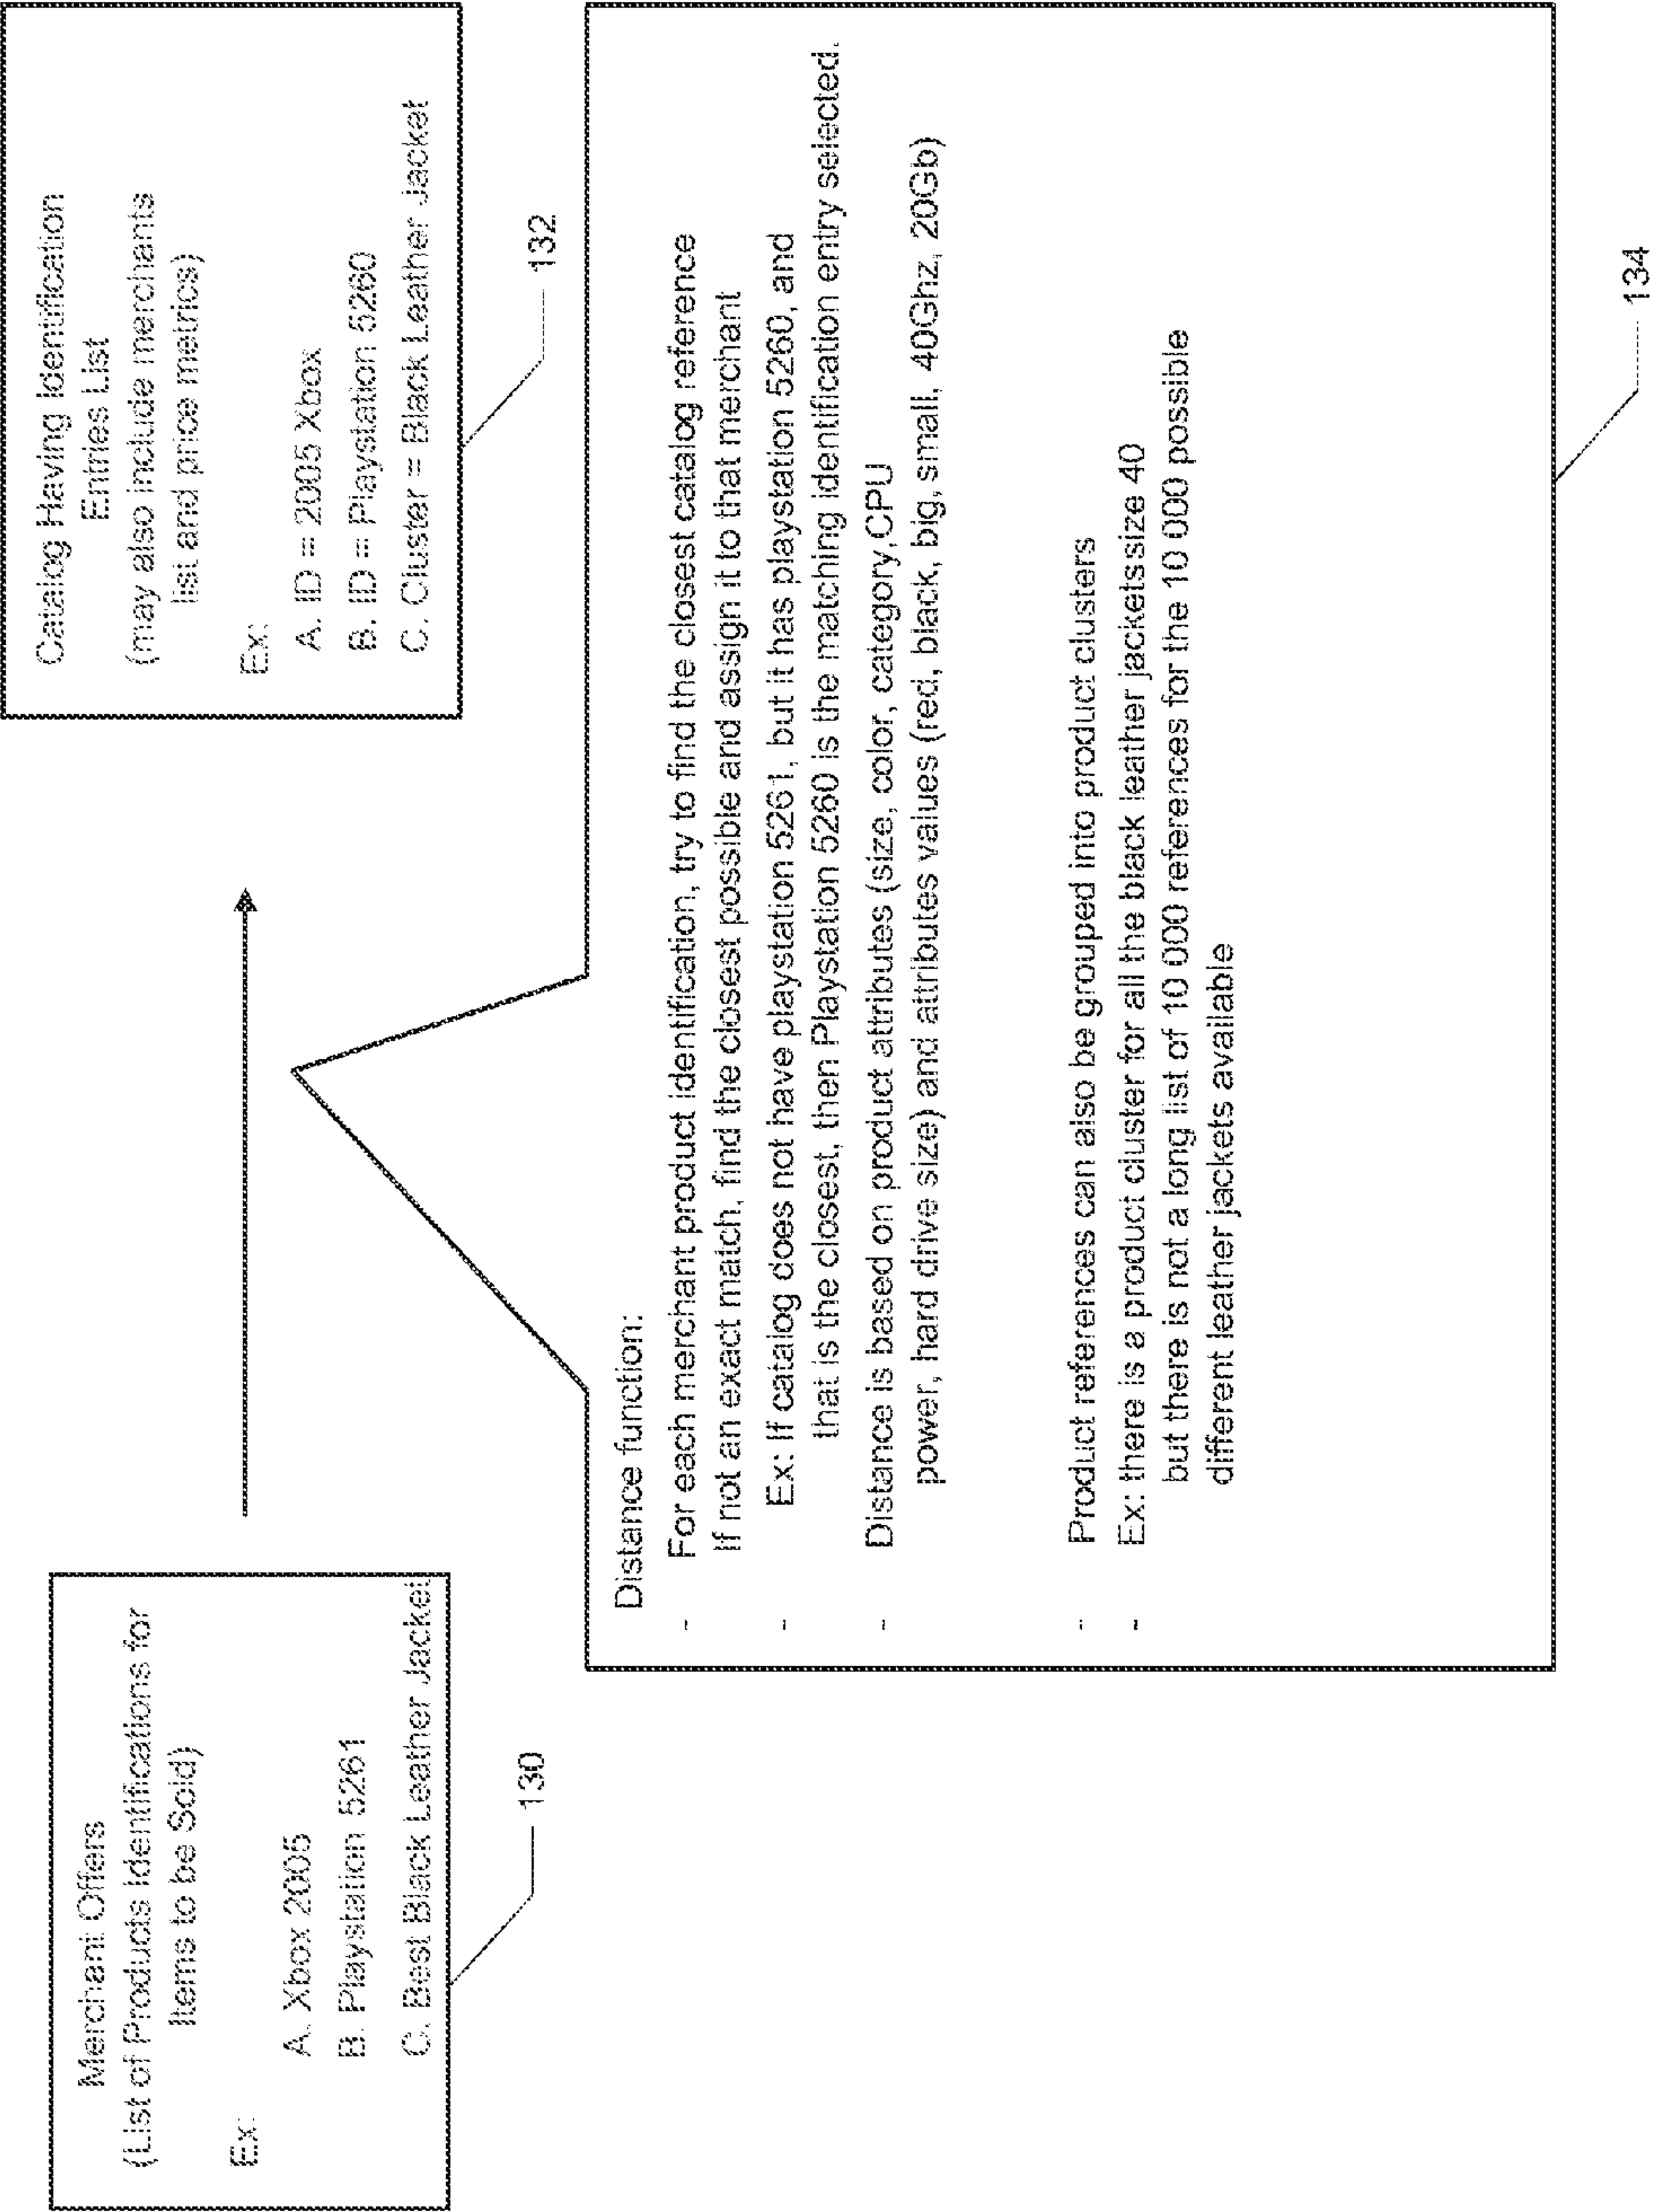 Merchant Offers
(List of Products Identifications for
Items to be Sold)
Ex:
A. Xbox 2005
B. Playstation 5261
C. Best Black Leather Jacket
130
Catalog Having Identification
Entries List
(may also include merchants
list and price metrics)
Ex:
A. ID = 2005 Xbox
B. ID = Playstation 5260
C. Cluster = Black Leather Jacket
132
Distance function:
- For each merchant product identification, try to find the closest catalog reference
If not an exact match, find the closest possible and assign it to that merchant
- Ex: If catalog does not have playstation 5261, but it has playstation 5260, and
that is the closest, then Playstation 5260 is the matching identification entry selected.
- Distance is based on product attributes (size, color, category, CPU
power, hard drive size) and attributes values (red, black, big, small, 40Ghz, 20Gb)
- Product references can also be grouped into product clusters
- Ex: there is a product cluster for all the black leather jackets size 40
but there is not a long list of 10 000 references for the 10 000 possible
different leather jackets available
134